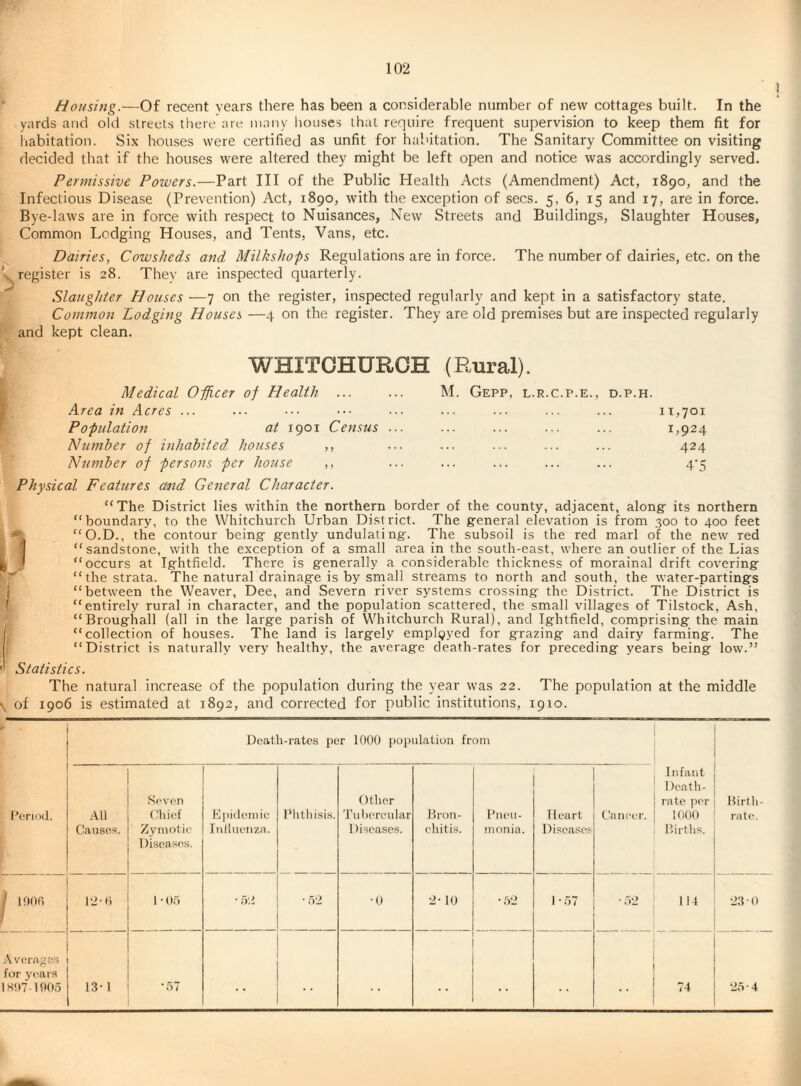 102
Housing.—Of recent years there has been a considerable number of new cottages built. In the
yards and old streets there are many houses that require frequent supervision to keep them fit for
habitation. Six houses were certified as unfit for habitation. The Sanitary Committee on visiting
decided that if the houses were altered they might be left open and notice was accordingly served.
Permissive Powers.—Part III of the Public Health Acts (Amendment) Act, 1890, and the
Infectious Disease (Prevention) Act, 1890, with the exception of secs. 5, 6, 15 and 17, are in force.
Bye-laws are in force with respect to Nuisances, New Streets and Buildings, Slaughter Houses,
Common Lodging Houses, and Tents, Vans, etc.
Dairies, Cowsheds and Milkshops Regulations are in force. The number of dairies, etc. on the
register is 28. They are inspected quarterly.
Slaughter Houses—7 on the register, inspected regularly and kept in a satisfactory state.
Common Lodging Houses—4 on the register. They are old premises but are inspected regularly
and kept clean.
WHITCHURCH (Rural).
Medical Officer of Health ... ... M. Gepp, L.R.C.P.E., D.P.H.
Area in Acres ... ... ... ... ... ... ... ... ... 11,701
Population at 1901 Census ... ... ... ... ... 1,924
Number of inhabited houses ,, ... ... ... ... ... 424
Number of persons per house ,, ... ... ... ... ... 4·5
Physical Features and General Character.
"The District lies within the northern border of the county, adjacent, along its northern
"boundary, to the Whitchurch Urban District. The general elevation is from 300 to 400 feet
"O.D., the contour being gently undulating. The subsoil is the red marl of the new red
"sandstone, with the exception of a small area in the south-east, where an outlier of the Lias
"occurs at Ightfield. There is generally a considerable thickness of morainal drift covering
"the strata. The natural drainage is by small streams to north and south, the water-partings
"between the Weaver, Dee, and Severn river systems crossing the District. The District is
"entirely rural in character, and the population scattered, the small villages of Tilstock, Ash,
"Broughall (all in the large parish of Whitchurch Rural), and Ightfield, comprising the main
"collection of houses. The land is largely employed for grazing and dairy farming. The
"District is naturally very healthy, the average death-rates for preceding years being low."
Statistics.
The natural increase of the population during the year was 22. The population at the middle
of 1906 is estimated at 1892, and corrected for public institutions, 1910.
Death-rates per 1000 population from
Period. All Causes. Seven Chief Zymotic Diseases. Epidemic Influenza. Phthisis. Other Tubercular Diseases. Bronchitis. Pneumonia. Heart Diseases Cancer. Infant Death-rate per 1000 Births. Birth-rate.
1906 12·6 1·05 ·52 ·52 ·0 2·10 ·52 1·57 ·52 114 23·0
Averages for years 1897-1905 13·1 ·57 .. .. .. .. .. .. .. 74 25·4